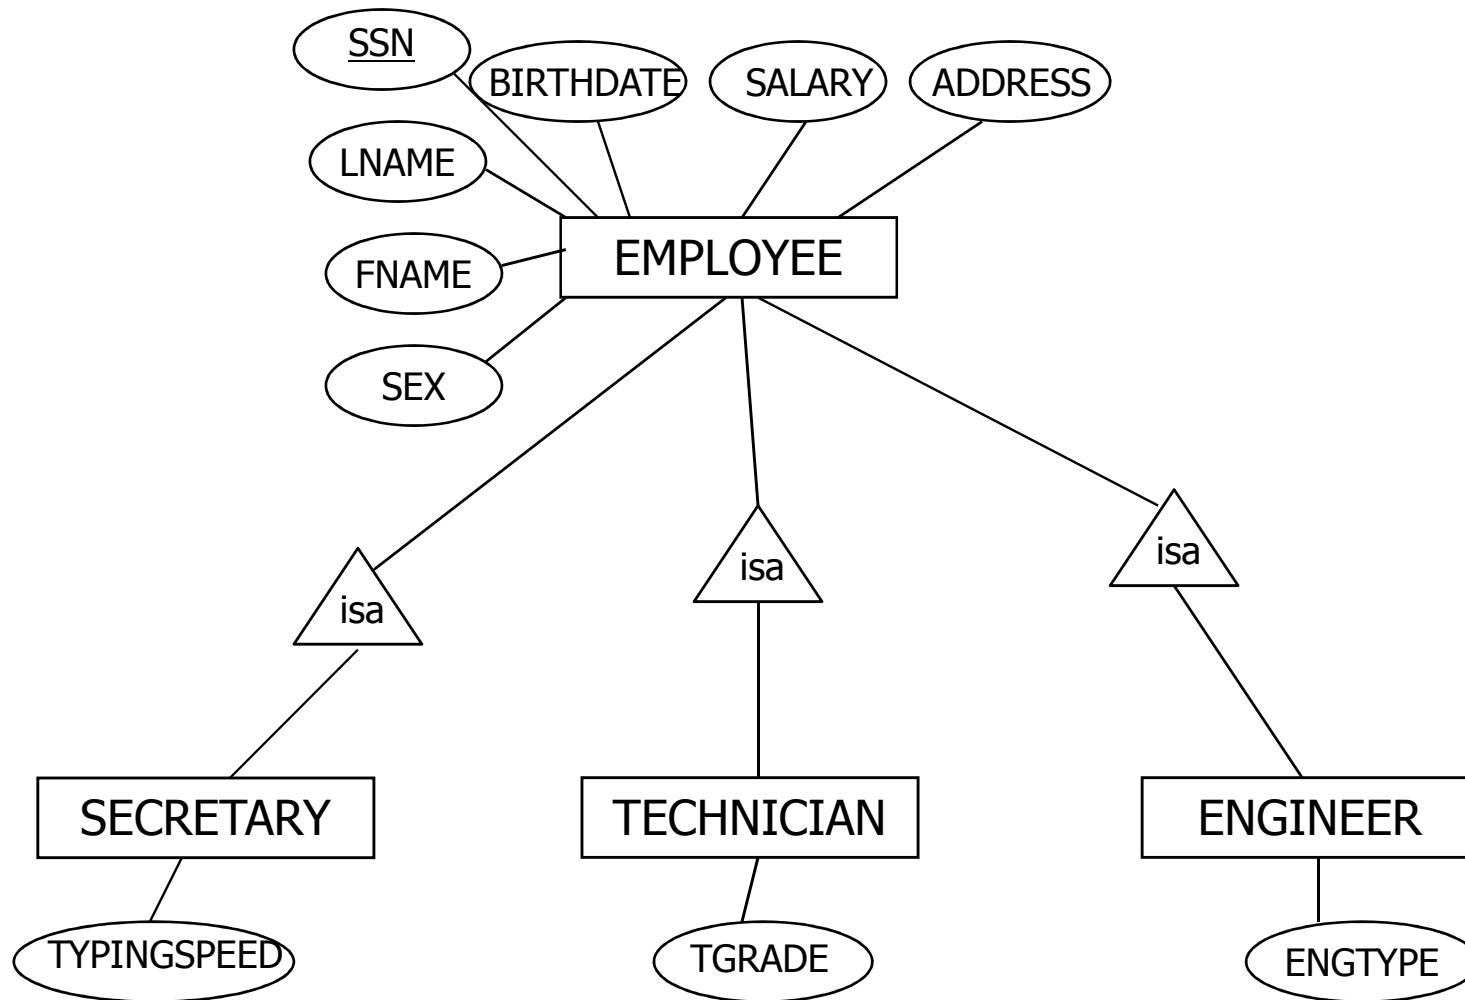 SSN
BIRTHDATE
SALARY
ADDRESS
LNAME
EMPLOYEE
FNAME
SEX
isa
isa
isa
SECRETARY
TECHNICIAN
ENGINEER
TYPINGSPEED
TGRADE
ENGTYPE